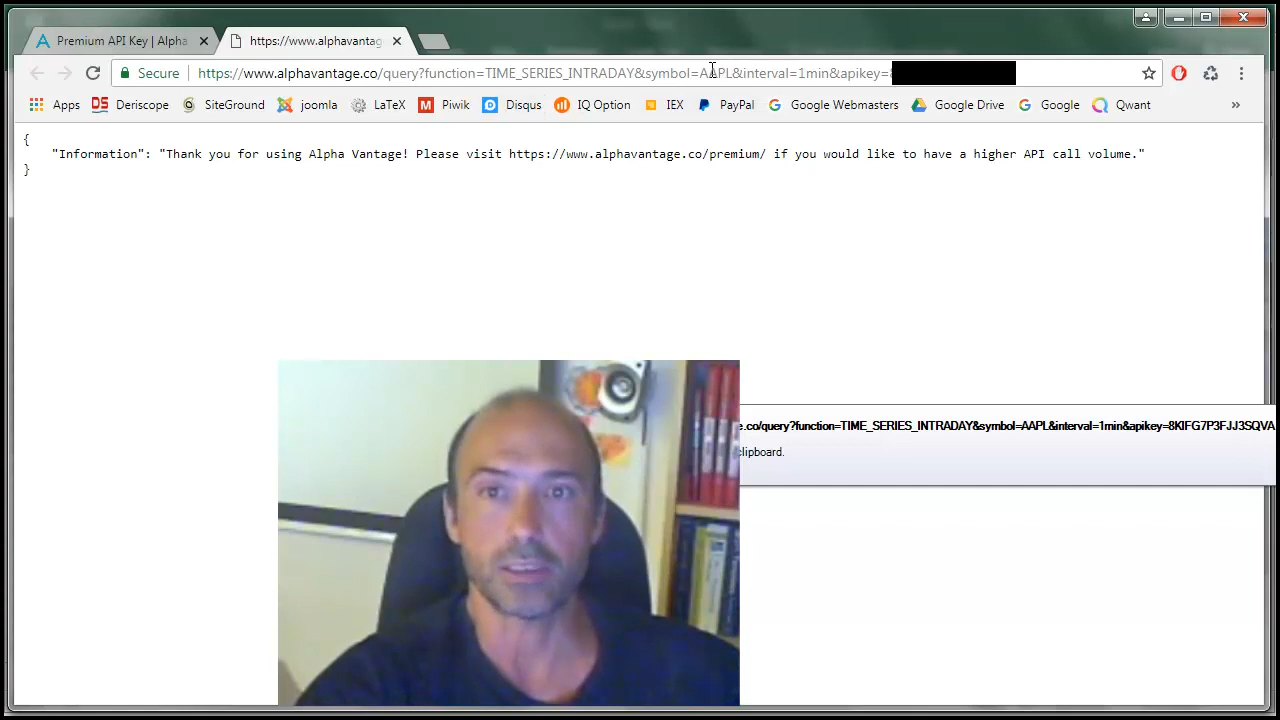 Premium API Key | Alpha
https://www.alphavantag
Secure
https://www.alphavantage.co/query?function=TIME_SERIES_INTRADAY&symbol=AAPL&interval=1min&apikey=
Apps
Deriscope
SiteGround
joomla
LaTeX
Piwik
Disqus
IQ Option
IEX
PayPal
Google Webmasters
Google Drive
Google
Qwant
»
{
"Information": "Thank you for using Alpha Vantage! Please visit https://www.alphavantage.co/premium/ if you would like to have a higher API call volume."
}
e.co/query?function=TIME_SERIES_INTRADAY&symbol=AAPL&interval=1min&apikey=8KIFG7P3FJJ3SQVA
clipboard.